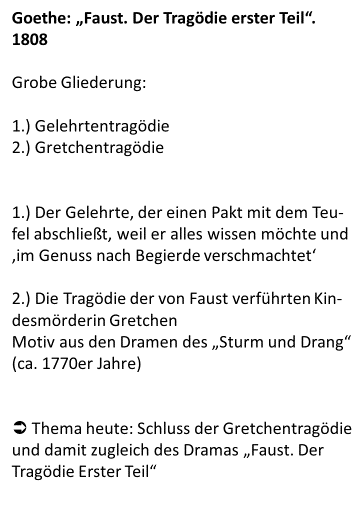 Goethe: „Faust. Der Tragödie erster Teil“.
1808
Grobe Gliederung:
1.) Gelehrtentragödie
2.) Gretchentragödie
1.) Der Gelehrte, der einen Pakt mit dem Teu-
fel abschließt, weil er alles wissen möchte und
‚im Genuss nach Begierde verschmachtet‘
2.) Die Tragödie der von Faust verführten Kin-
desmörderin Gretchen
Motiv aus den Dramen des „Sturm und Drang“
(ca. 1770er Jahre)
➲ Thema heute: Schluss der Gretchentragödie
und damit zugleich des Dramas „Faust. Der
Tragödie Erster Teil“